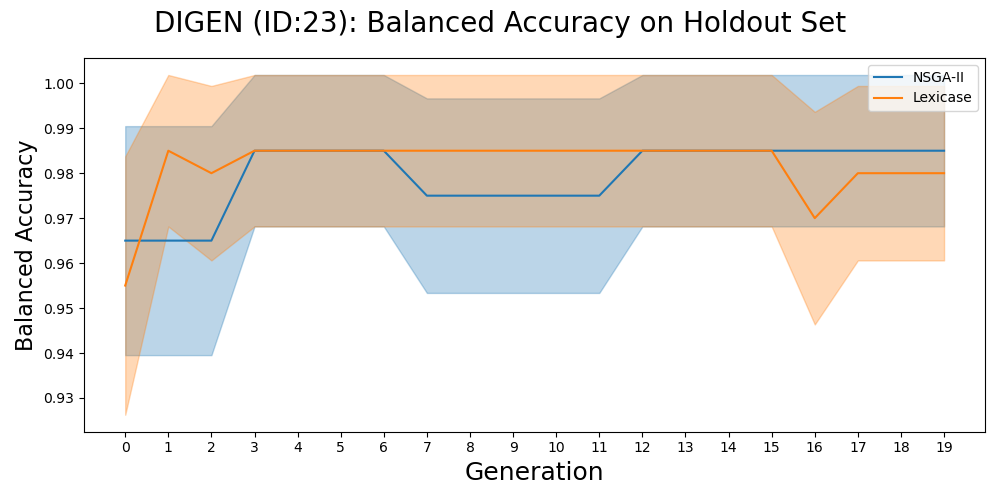 DIGEN (ID:23): Balanced Accuracy on Holdout Set
NSGA-II
Lexicase
Balanced Accuracy
1.00
0.99
0.98
0.97
0.96
0.95
0.94
0.93
0 1 2 3 4 5 6 7 8 9 10 11 12 13 14 15 16 17 18 19
Generation